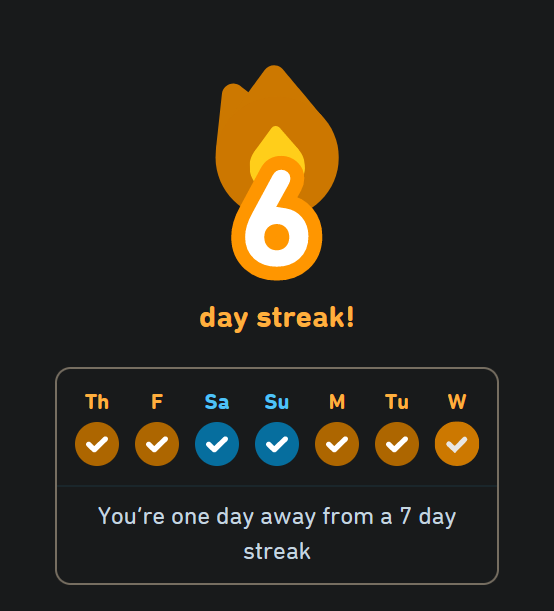 6
day streak!
Th F Sa Su M Tu W
You’re one day away from a 7 day
streak